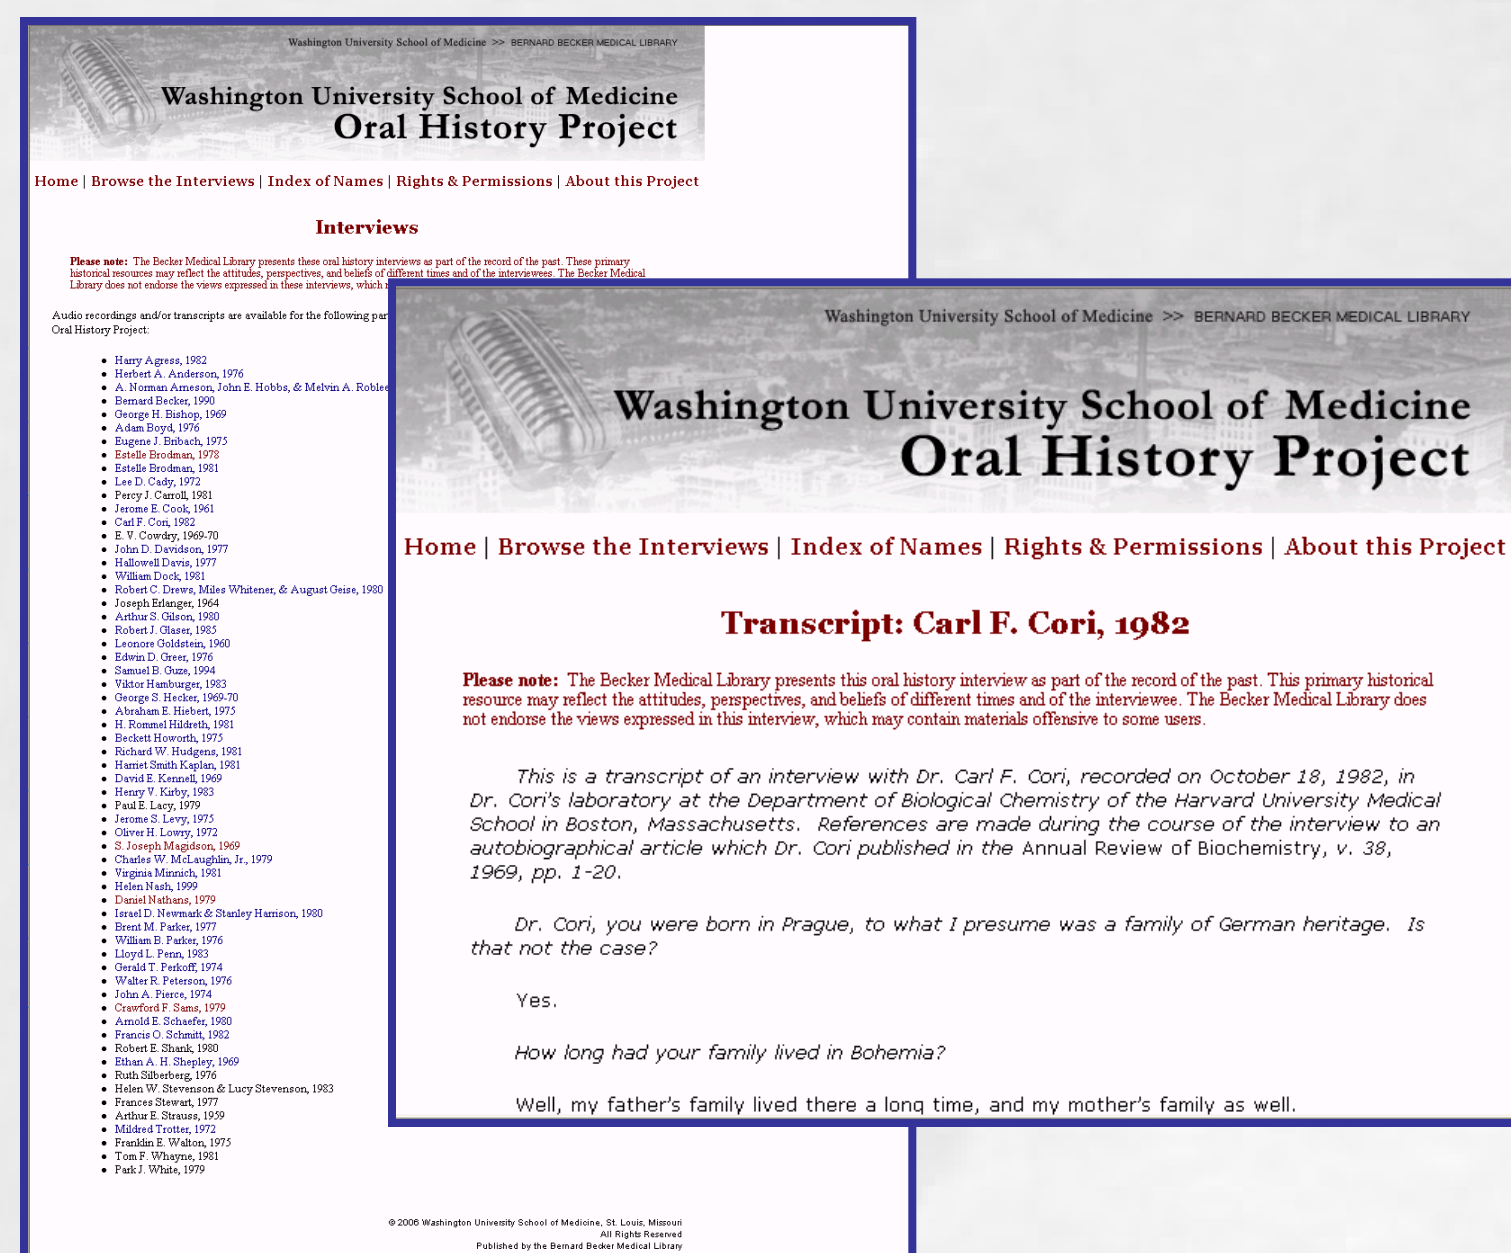 Washington University School of Medicine >> BERNARD BECKER MEDICAL LIBRARY
Washington University School of Medicine
Oral History Project
Home | Browse the Interviews | Index of Names | Rights & Permissions | About this Project
Interviews
Please note: The Becker Medical Library presents these oral history interviews as part of the record of the past. These primary
historical resources may reflect the attitudes, perspectives, and beliefs of different times and of the interviewees. The Becker Medical
Library does not endorse the views expressed in these interviews, which
Audio recordings and/or transcripts are available for the following
Oral History Project:
• Harry Agress, 1982
• Herbert A. Anderson, 1976
• A. Norman Arneson, John E. Hobbs, & Melvin A. Roblee
• Bernard Becker, 1990
• George H. Bishop, 1969
• Adam Boyd, 1976
• Eugene J. Bribach, 1975
• Estelle Brodman, 1978
• Estelle Brodman, 1981
• Lee D. Cady, 1972
• Percy J. Carroll, 1981
• Jerome E. Cook, 1961
• Carl F. Cori, 1982
• E. V. Cowdry, 1969-70
• John D. Davidson, 1977
• Hallowell Davis, 1977
• William Dock, 1981
• Robert C. Drews, Miles Whitener, & August Geise, 1980
• Joseph Erlanger, 1964
• Arthur S. Gilson, 1980
• Robert J. Glaser, 1985
• Leonore Goldstein, 1960
• Edwin D. Greer, 1976
• Samuel B. Guze, 1994
• Viktor Hamburger, 1983
• George S. Hecker, 1969-70
• Abraham E. Hiebert, 1975
• H. Rommel Hildreth, 1981
• Beckett Howorth, 1975
• Richard W. Hudgens, 1981
• Harriet Smith Kaplan, 1981
• David E. Kennell, 1969
• Henry V. Kirby, 1983
• Paul E. Lacy, 1979
• Jerome S. Levy, 1975
• Oliver H. Lowry, 1972
• S. Joseph Magidson, 1969
• Charles W. McLaughlin, Jr., 1979
• Virginia Minnich, 1981
• Helen Nash, 1999
• Daniel Nathans, 1979
• Israel D. Newmark & Stanley Harrison, 1980
• Brent M. Parker, 1977
• William B. Parker, 1976
• Lloyd L. Penn, 1983
• Gerald T. Perkoff, 1974
• Walter R. Peterson, 1976
• John A. Pierce, 1974
• Crawford F. Sams, 1979
• Arnold E. Schaefer, 1980
• Francis O. Schmitt, 1982
• Robert E. Shank, 1980
• Ethan A. H. Shepley, 1969
• Ruth Silberberg, 1976
• Helen W. Stevenson & Lucy Stevenson, 1983
• Frances Stewart, 1977
• Arthur E. Strauss, 1959
• Mildred Trotter, 1972
• Franklin E. Walton, 1975
• Tom F. Whayne, 1981
• Park J. White, 1979
© 2006 Washington University School of Medicine, St. Louis, Missouri
All Rights Reserved
Published by the Bernard Becker Medical Library
Washington University School of Medicine >> BERNARD BECKER MEDICAL LIBRARY
Washington University School of Medicine
Oral History Project
Home | Browse the Interviews | Index of Names | Rights & Permissions | About this Project
Transcript: Carl F. Cori, 1982
Please note: The Becker Medical Library presents this oral history interview as part of the record of the past. This primary historical
resource may reflect the attitudes, perspectives, and beliefs of different times and of the interviewee. The Becker Medical Library does
not endorse the views expressed in this interview, which may contain materials offensive to some users.
This is a transcript of an interview with Dr. Carl F. Cori, recorded on October 18, 1982, in
Dr. Cori's laboratory at the Department of Biological Chemistry of the Harvard University Medical
School in Boston, Massachusetts. References are made during the course of the interview to an
autobiographical article which Dr. Cori published in the Annual Review of Biochemistry, v. 38,
1969, pp. 1-20.
Dr. Cori, you were born in Prague, to what I presume was a family of German heritage. Is
that not the case?
Yes.
How long had your family lived in Bohemia?
Well, my father's family lived there a long time, and my mother's family as well.